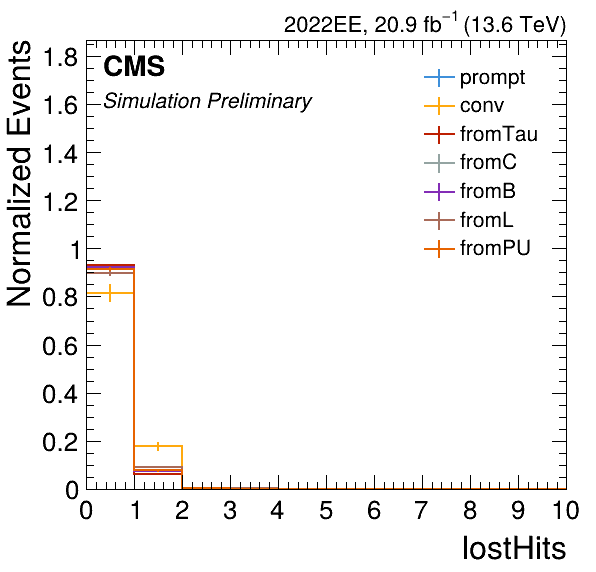 2022EE, 20.9 fb⁻¹ (13.6 TeV)
CMS
Simulation Preliminary
prompt
conv
fromTau
fromC
fromB
fromL
fromPU
Normalized Events
1.8
1.6
1.4
1.2
1
0.8
0.6
0.4
0.2
0
0 1 2 3 4 5 6 7 8 9 10
lostHits